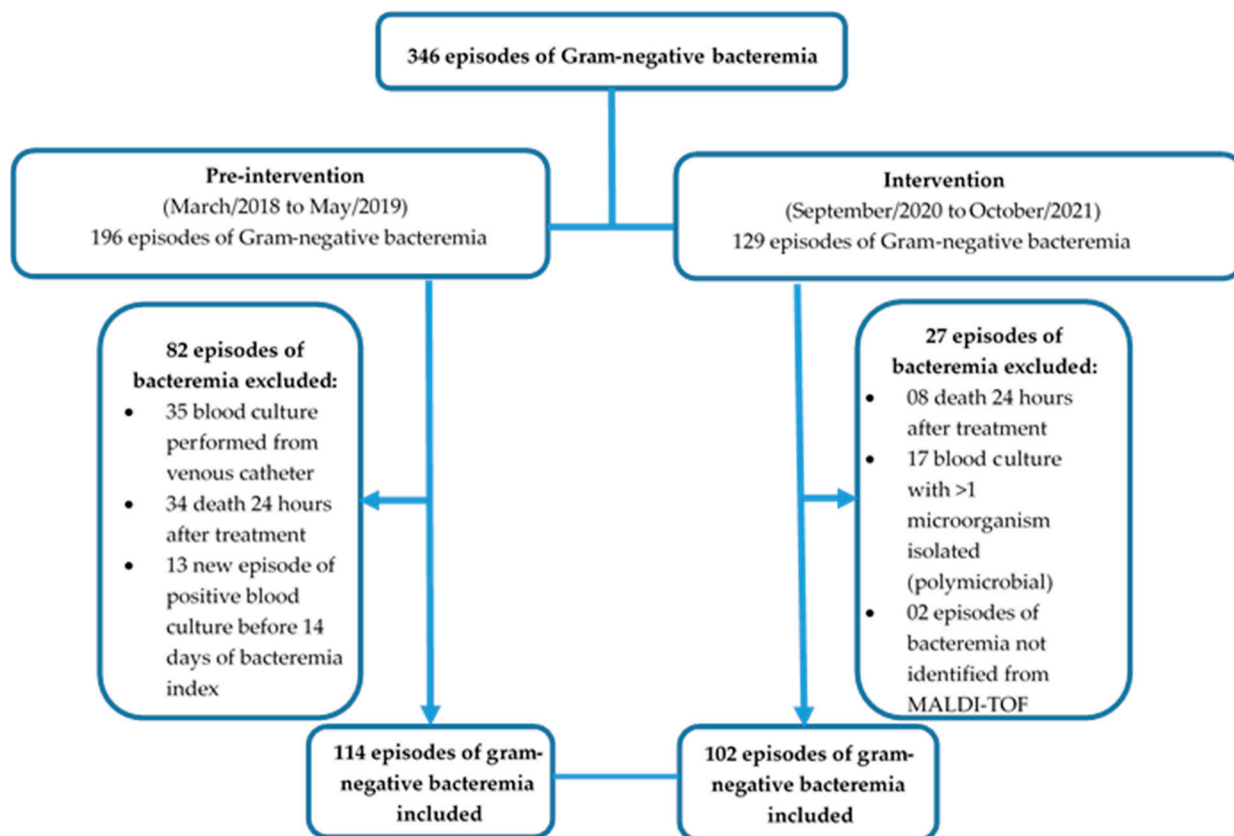 346 episodes of Gram-negative bacteremia
Pre-intervention
(March/2018 to May/2019)
196 episodes of Gram-negative bacteremia
Intervention
(September/2020 to October/2021)
129 episodes of Gram-negative bacteremia
82 episodes of
bacteremia excluded:
• 35 blood culture
performed from
venous catheter
• 34 death 24 hours
after treatment
• 13 new episode of
positive blood
culture before 14
days of bacteremia
index
27 episodes of
bacteremia excluded:
• 08 death 24 hours
after treatment
• 17 blood culture
with >1
microorganism
isolated
(polymicrobial)
• 02 episodes of
bacteremia not
identified from
MALDI-TOF
114 episodes of gram-
negative bacteremia
included
102 episodes of gram-
negative bacteremia
included